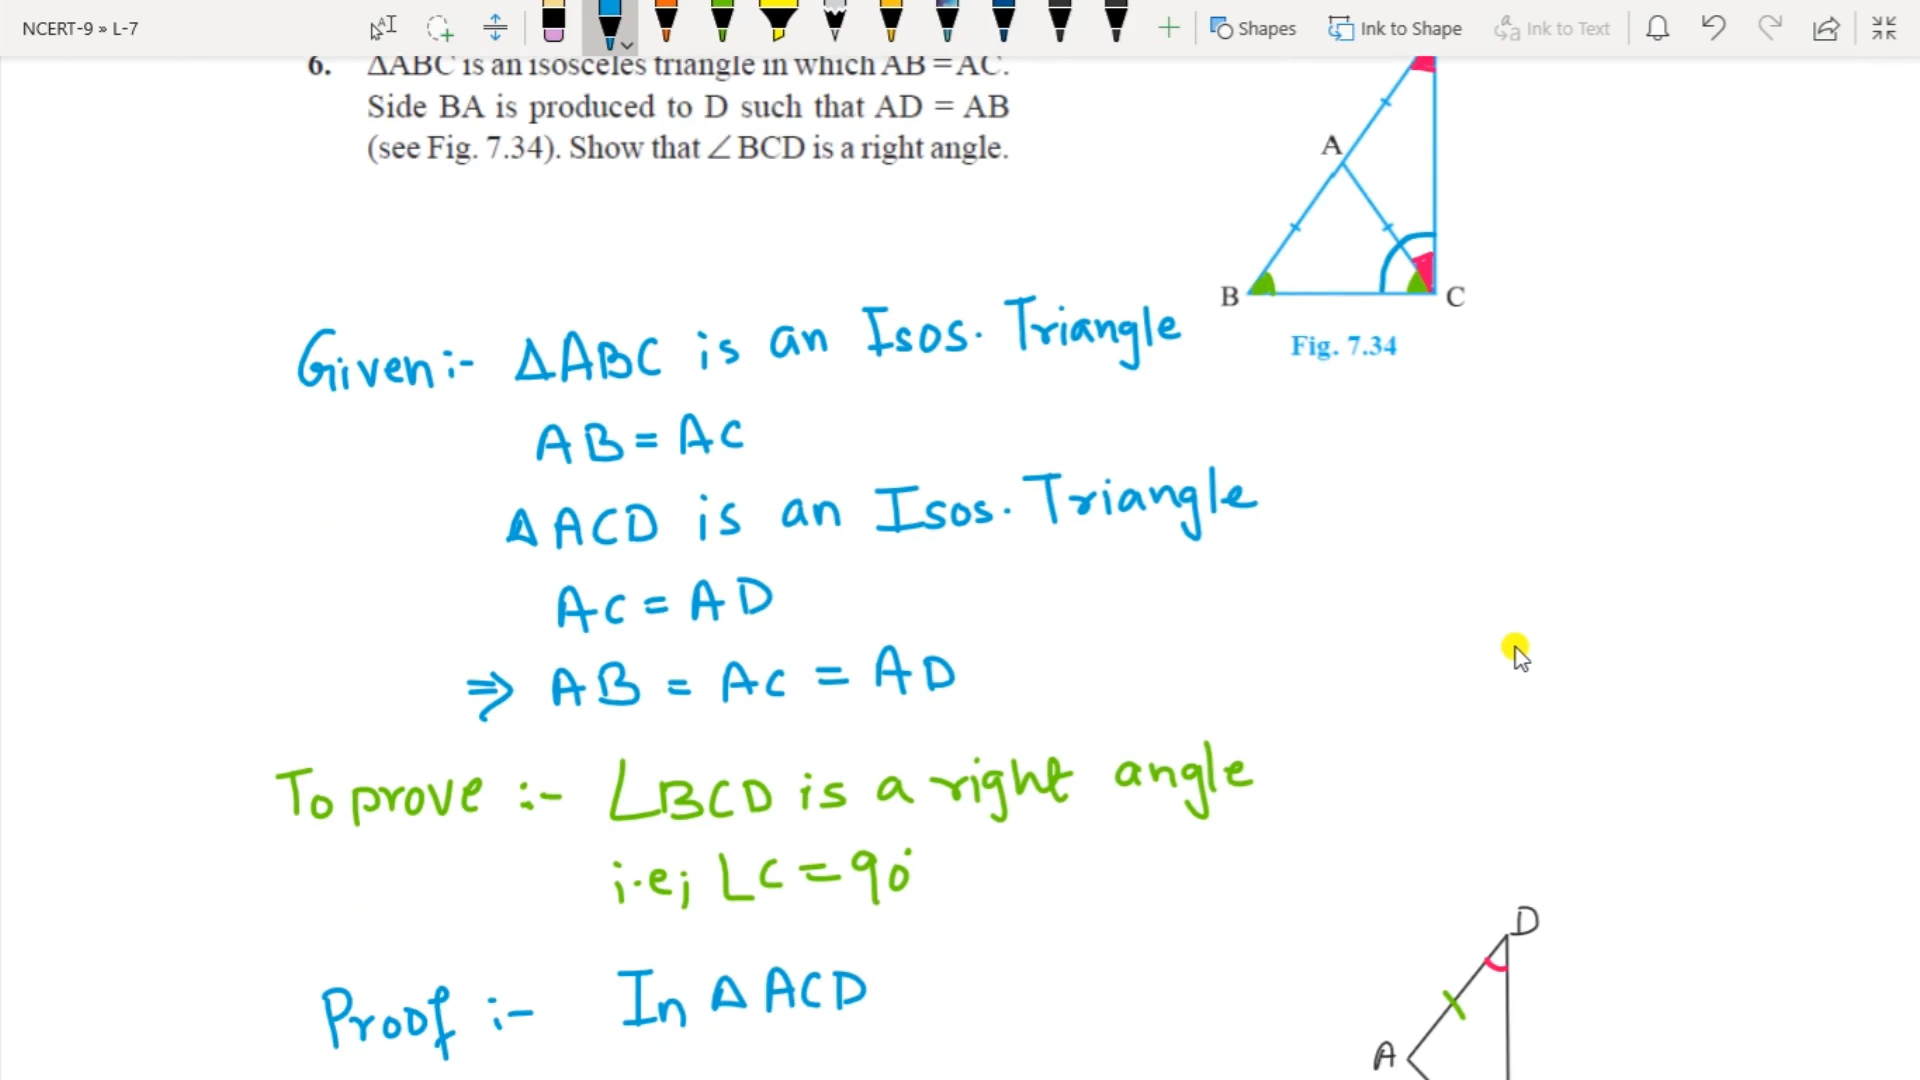 NCERT-9 » L-7
Shapes
Ink to Shape
Ink to Text
6. ΔABC is an isosceles triangle in which AB = AC.
Side BA is produced to D such that AD = AB
(see Fig. 7.34). Show that ∠BCD is a right angle.
A
B
C
Fig. 7.34
Given :- ΔABC is an Isos. Triangle
AB = AC
ΔACD is an Isos. Triangle
AC = AD
⇒ AB = AC = AD
To prove :- ∠BCD is a right angle
i.e; ∠C = 90°
D
Proof :- In ΔACD
A